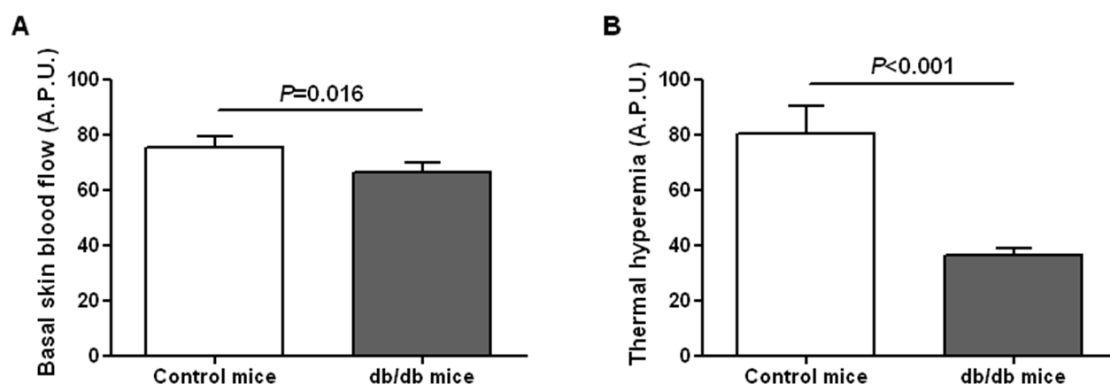 A
Basal skin blood flow (A.P.U.)
100
80
60
40
20
0
P=0.016
Control mice
db/db mice
B
Thermal hyperemia (A.P.U.)
100
80
60
40
20
0
P<0.001
Control mice
db/db mice